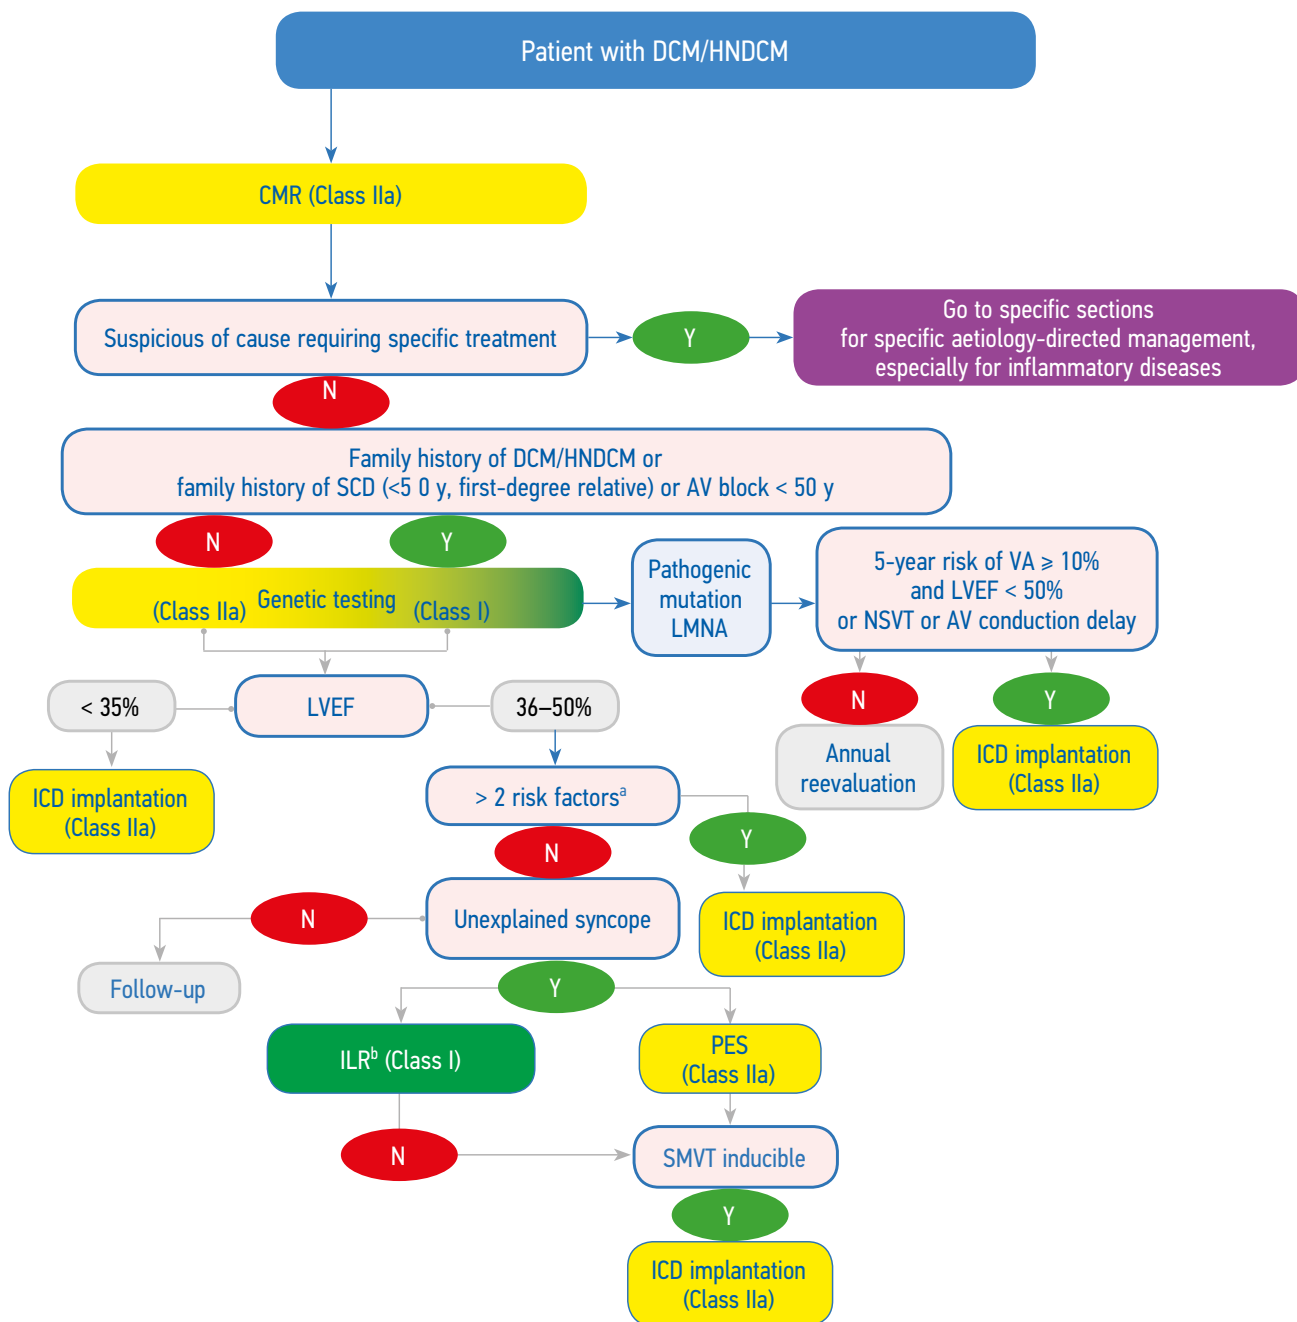 Patient with DCM/HNDCM
CMR (Class IIa)
Suspicious of cause requiring specific treatment
Y
Go to specific sections
for specific aetiology-directed management,
especially for inflammatory diseases
N
Family history of DCM/HNDCM or
family history of SCD (<5 0 y, first-degree relative) or AV block < 50 y
N
Y
(Class IIa) Genetic testing (Class I)
Pathogenic
mutation
LMNA
5-year risk of VA ⩾ 10%
and LVEF < 50%
or NSVT or AV conduction delay
N
Y
Annual
reevaluation
ICD implantation
(Class IIa)
< 35%
LVEF
36–50%
ICD implantation
(Class IIa)
> 2 risk factorsᵃ
N
Y
ICD implantation
(Class IIa)
Unexplained syncope
N
Follow-up
Y
ILRᵇ (Class I)
PES
(Class IIa)
N
SMVT inducible
Y
ICD implantation
(Class IIa)